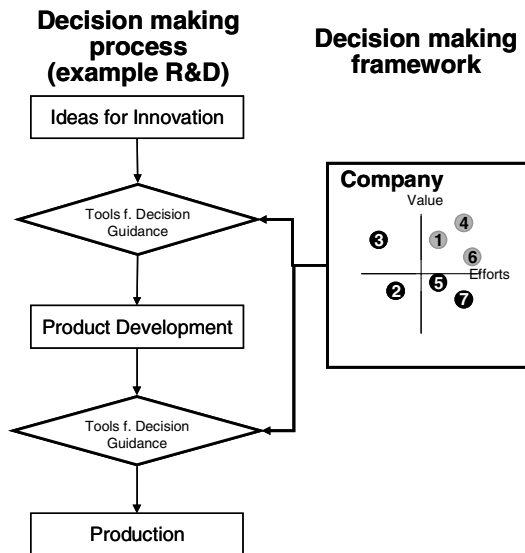 Decision making
process
(example R&D)
Decision making
framework
Ideas for Innovation
Tools f. Decision
Guidance
Product Development
Tools f. Decision
Guidance
Production
Company
Value
4
3
1
6
Efforts
5
2
7